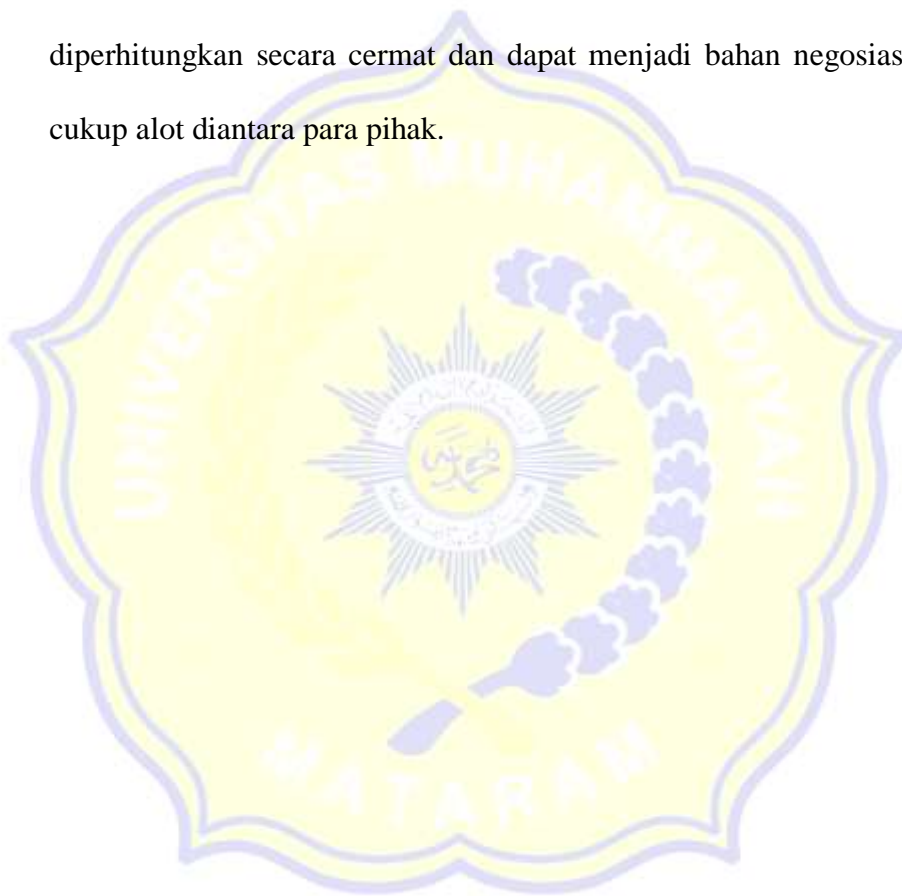 diperhitungkan secara cermat dan dapat menjadi bahan negosias
cukup alot diantara para pihak.
UNIVERSITAS MUHAMMADIYAH
MATARAM